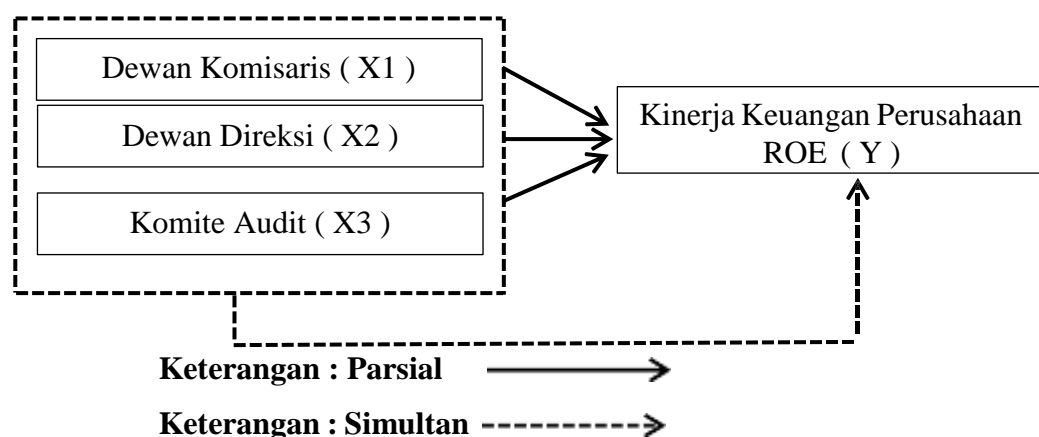 Dewan Komisaris ( X1 )
Dewan Direksi ( X2 )
Komite Audit ( X3 )
Kinerja Keuangan Perusahaan
ROE ( Y )
Keterangan : Parsial
Keterangan : Simultan